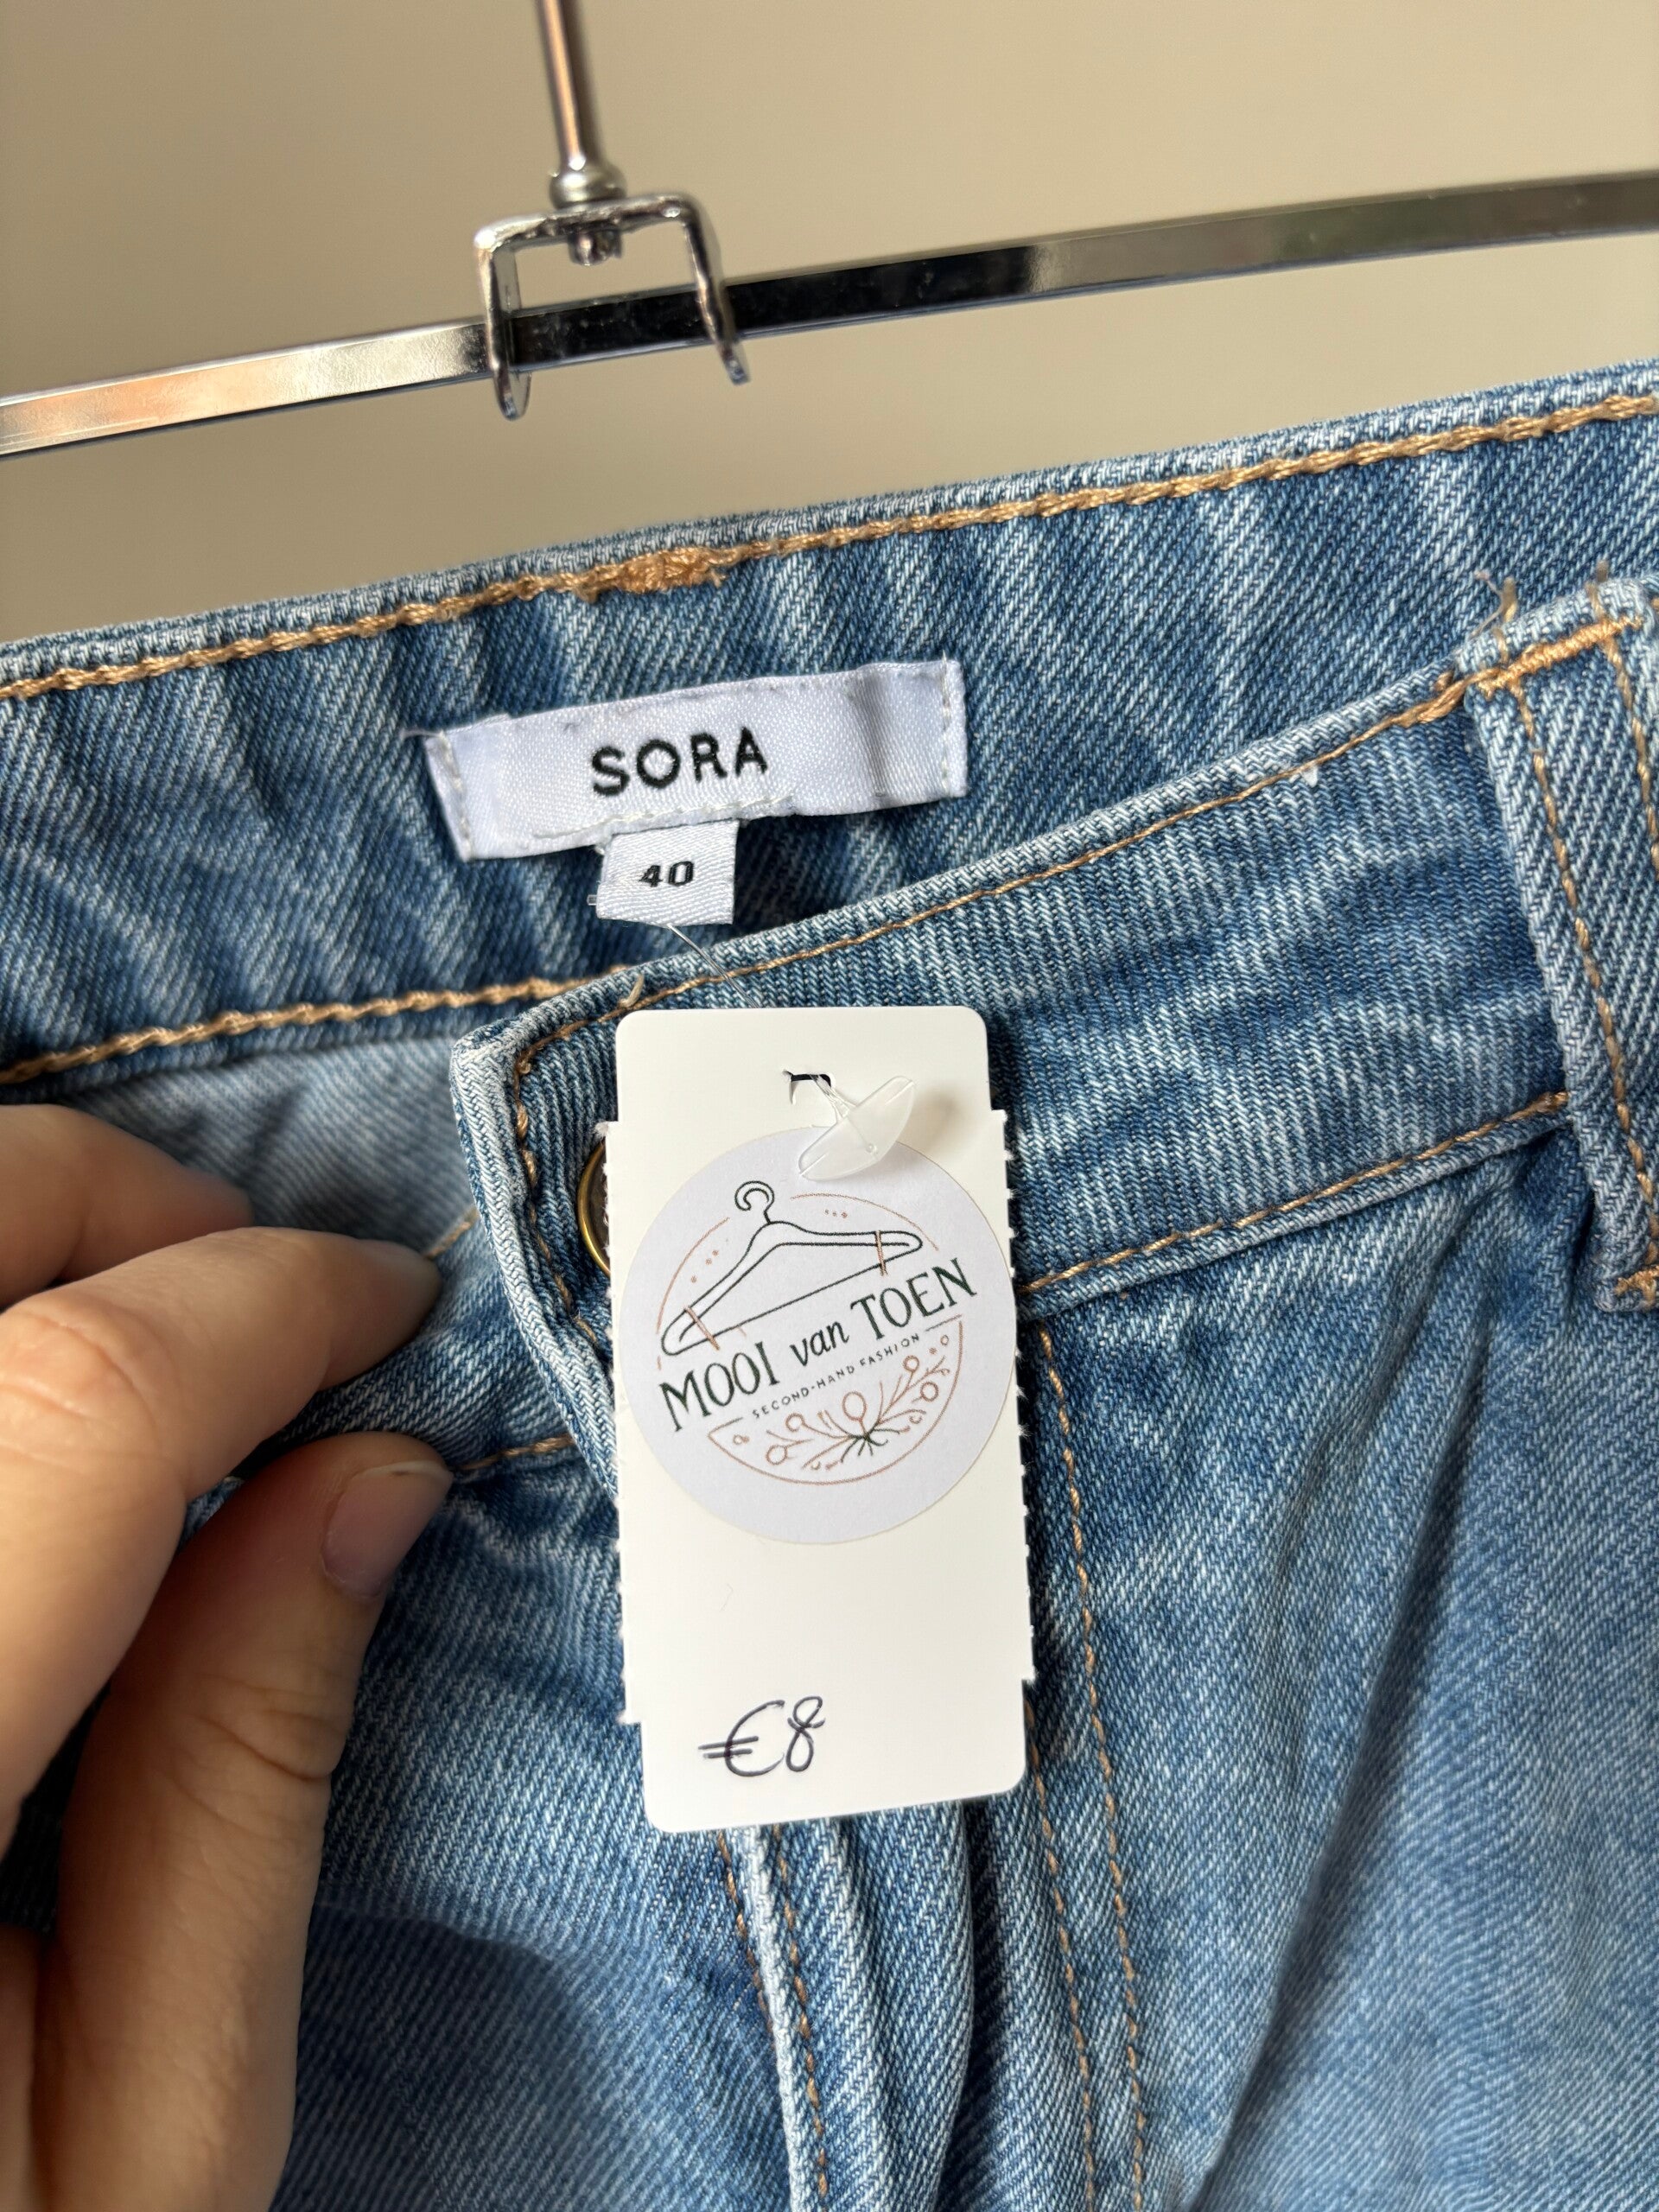 SORA
40
MOOI van TOEN
SECOND-HAND FASHION
€8